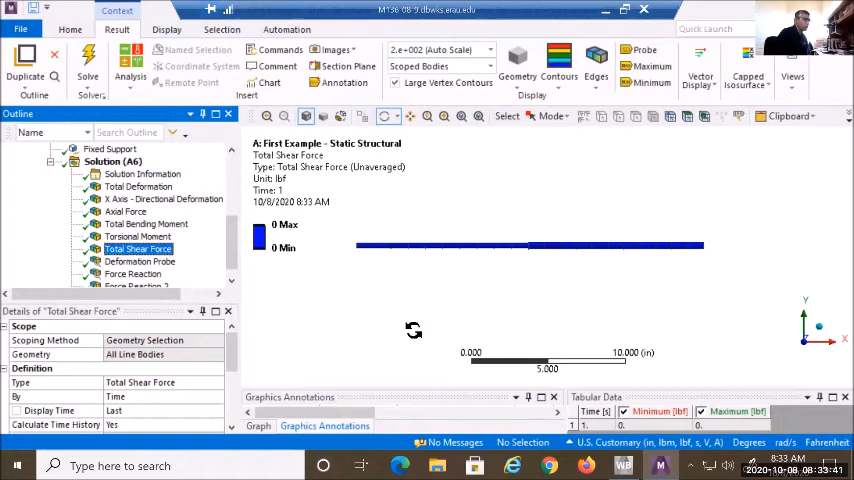 Context
M136-08-9.dbwks.erau.edu
File
Home
Result
Display
Selection
Automation
Quick Launch
Duplicate
Outline
Solve
Solver
Analysis
Named Selection
Coordinate System
Remote Point
Commands
Comment
Chart
Images
Section Plane
Annotation
Insert
2.e+002 (Auto Scale)
Scoped Bodies
Large Vertex Contours
Geometry
Contours
Edges
Probe
Maximum
Minimum
Display
Vector Display
Capped Isosurface
Views
Outline
Select
Mode
Clipboard
Name
Search Outline
Fixed Support
Solution (A6)
Solution Information
Total Deformation
X Axis - Directional Deformation
Axial Force
Total Bending Moment
Torsional Moment
Total Shear Force
Deformation Probe
Force Reaction
Force Reaction 2
Details of "Total Shear Force"
Scope
Scoping Method Geometry Selection
Geometry All Line Bodies
Definition
Type Total Shear Force
By Time
Display Time Last
Calculate Time History Yes
A: First Example - Static Structural
Total Shear Force
Type: Total Shear Force (Unaveraged)
Unit: lbf
Time: 1
10/8/2020 8:33 AM
0 Max
0 Min
Y
X
0.000 10.000 (in)
5.000
Graphics Annotations
Graph
Graphics Annotations
Tabular Data
Time [s] Minimum [lbf] Maximum [lbf]
1 1. 0. 0.
No Messages
No Selection
U.S. Customary (in, lbm, lbf, s, V, A)
Degrees
rad/s
Fahrenheit
Type here to search
WB
M
8:33 AM
2020-10-08 08:33:41